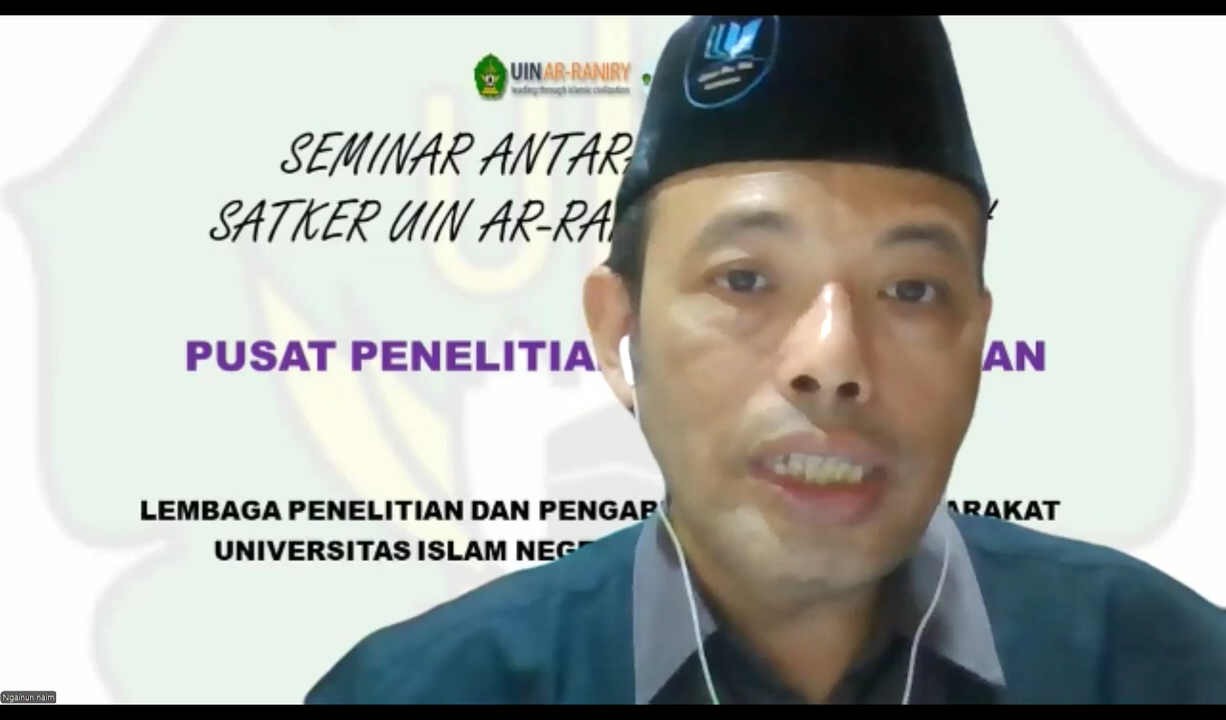 UIN AR-RANIRY
leading through islamic civilization
SEMINAR ANTAR
SATKER UIN AR-RA
PUSAT PENELITIA AN
LEMBAGA PENELITIAN DAN PENGAB ARAKAT
UNIVERSITAS ISLAM NEGE
Ngainun naim